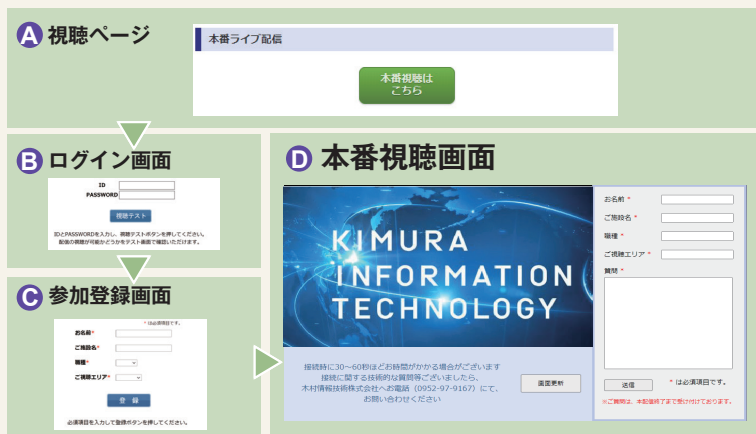 A 視聴ページ
本番ライブ配信
本番視聴は
こちら
B ログイン画面
ID
PASSWORD
視聴テスト
IDとPASSWORDを入力し、視聴テストボタンを押してください。
配信の視聴が可能かどうかをテスト画面で確認いただけます。
C 参加登録画面
* は必須項目です。
お名前*
ご施設名*
職種*
ご視聴エリア*
登 録
必須項目を入力して登録ボタンを押してください。
D 本番視聴画面
KIMURA
INFORMATION
TECHNOLOGY
接続時に30～60秒ほどお時間がかかる場合がございます
接続に関する技術的な質問等ございましたら、
木村情報技術株式会社へお電話（0952-97-9167）にて、
お問い合わせください
画面更新
お名前 *
ご施設名 *
職種 *
ご視聴エリア *
質問 *
送信
* は必須項目です。
※ご質問は、本配信終了まで受け付けております。